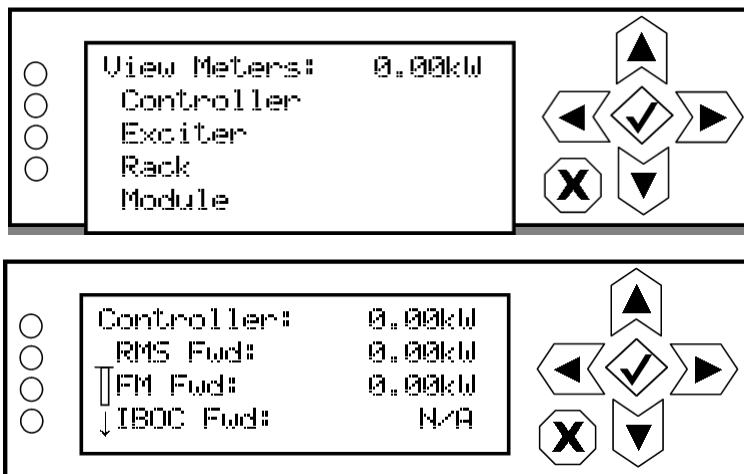 View Meters: 0.00kW
Controller
Exciter
Rack
Module
X
Controller: 0.00kW
RMS Fwd: 0.00kW
FM Fwd: 0.00kW
↓IBOC Fwd: N/A
X